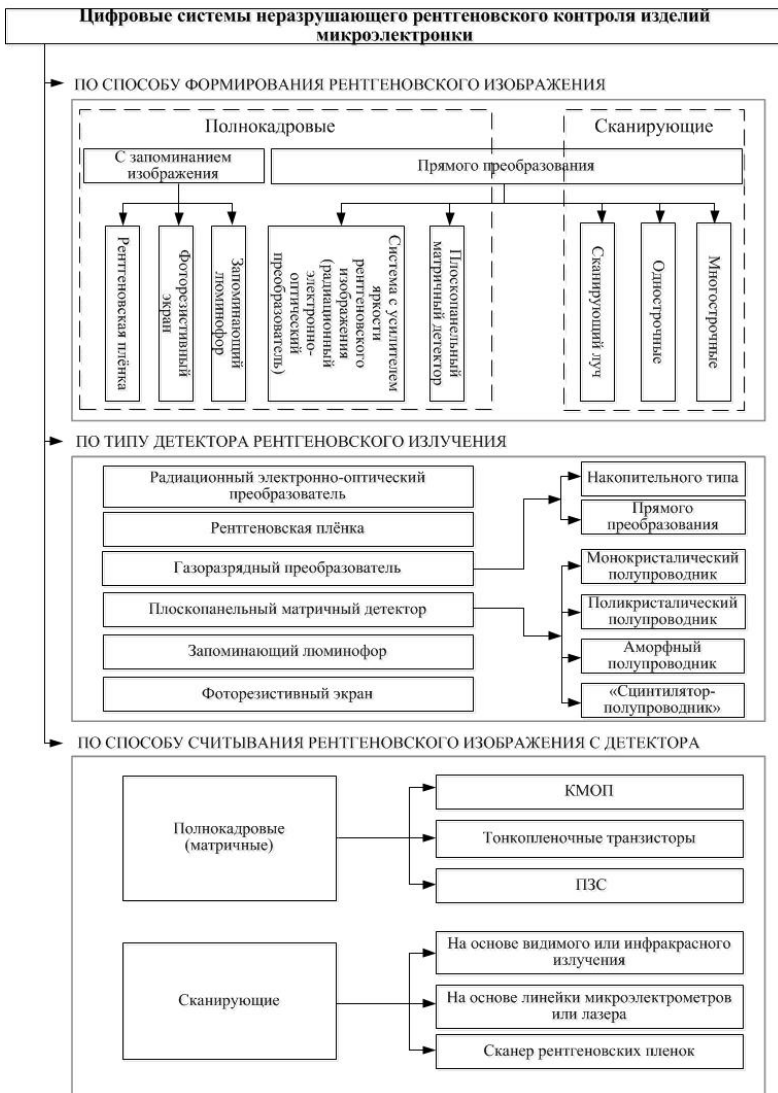 Цифровые системы неразрушающего рентгеновского контроля изделий
микроэлектронки
ПО СПОСОБУ ФОРМИРОВАНИЯ РЕНТГЕНОВСКОГО ИЗОБРАЖЕНИЯ
Полнокадровые
Сканирующие
С запоминанием
изображения
Прямого преобразования
Рентгеновская плёнка
Фоторезистивный
экран
Запоминающий
люминофор
Система с усилителем
яркости
рентгеновского
изображения
(радиационный
электронно-
оптический
преобразователь)
Плоскопанельный
матричный детектор
Сканирующий луч
Однострочные
Многострочные
ПО ТИПУ ДЕТЕКТОРА РЕНТГЕНОВСКОГО ИЗЛУЧЕНИЯ
Радиационный электронно-оптический
преобразователь
Рентгеновская плёнка
Газоразрядный преобразователь
Плоскопанельный матричный детектор
Запоминающий люминофор
Фоторезистивный экран
Накопительного типа
Прямого
преобразования
Монокристалический
полупроводник
Поликристалический
полупроводник
Аморфный
полупроводник
«Сцинтилятор-
полупроводник»
ПО СПОСОБУ СЧИТЫВАНИЯ РЕНТГЕНОВСКОГО ИЗОБРАЖЕНИЯ С ДЕТЕКТОРА
Полнокадровые
(матричные)
КМОП
Тонкопленочные транзисторы
ПЗС
Сканирующие
На основе видимого или инфракрасного
излучения
На основе линейки микроэлектрометров
или лазера
Сканер рентгеновских пленок